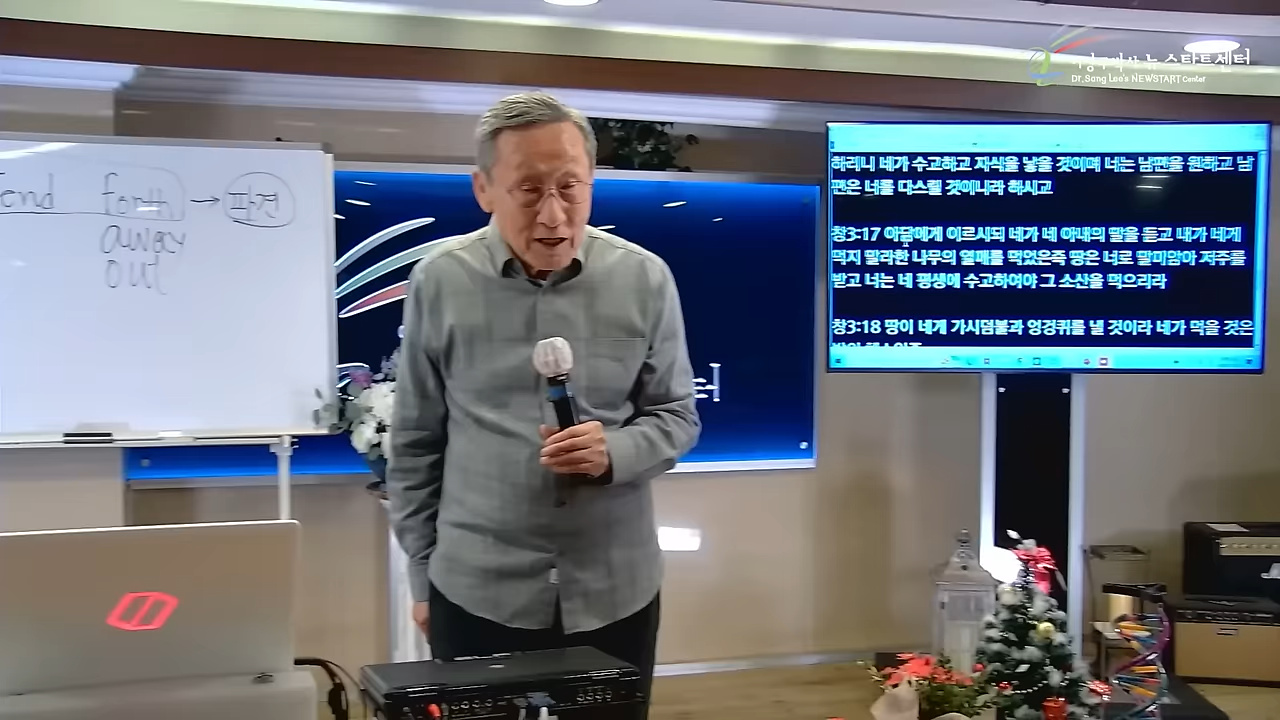 send forth → 파견
away
out
뉴스타트센터
Dr. Sang Lee's NEWSTART Center
하리니 네가 수고하고 자식을 낳을 것이며 너는 남편을 원하고 남
편은 너를 다스릴 것이니라 하시고
창3:17 아담에게 이르시되 네가 네 아내의 말을 듣고 내가 네게
먹지 말라한 나무의 열매를 먹었은즉 땅은 너로 말미암아 저주를
받고 너는 네 평생에 수고하여야 그 소산을 먹으리라
창3:18 땅이 네게 가시덤불과 엉겅퀴를 낼 것이라 네가 먹을 것은